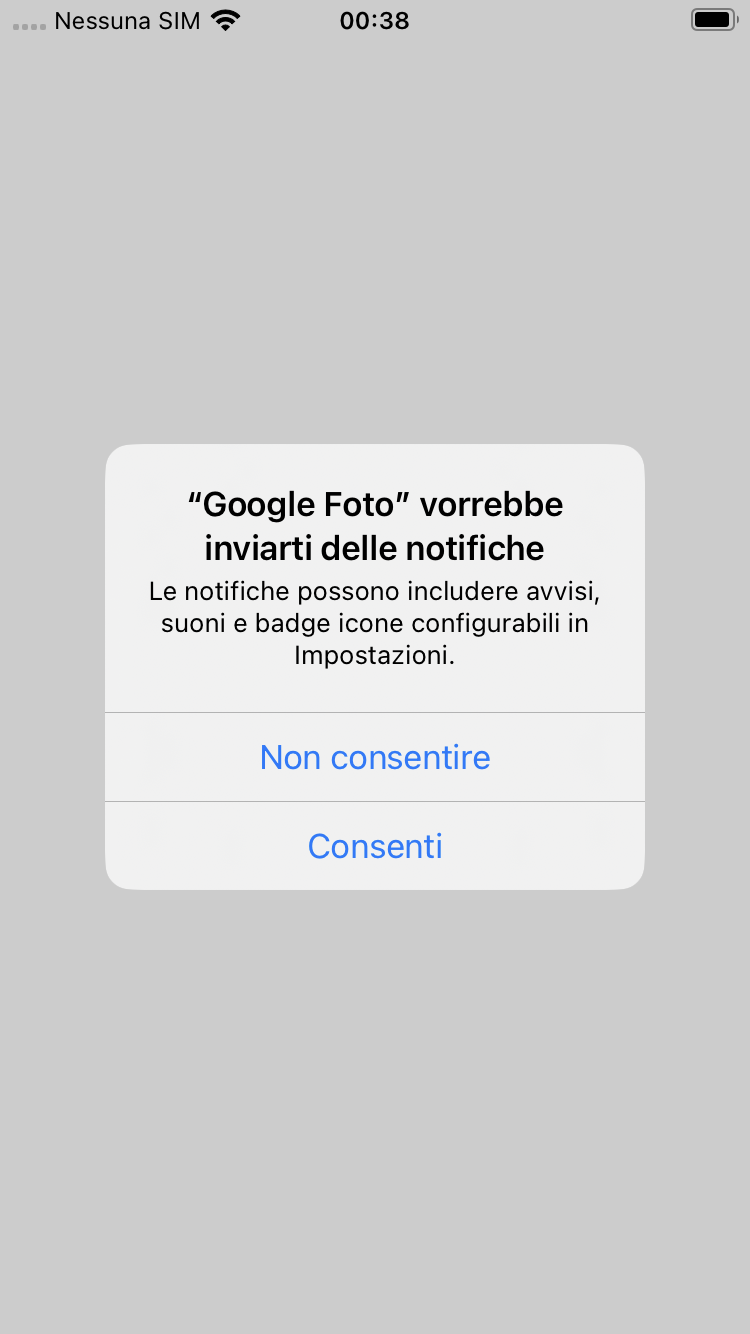 Nessuna SIM
00:38
“Google Foto” vorrebbe
inviarti delle notifiche
Le notifiche possono includere avvisi,
suoni e badge icone configurabili in
Impostazioni.
Non consentire
Consenti